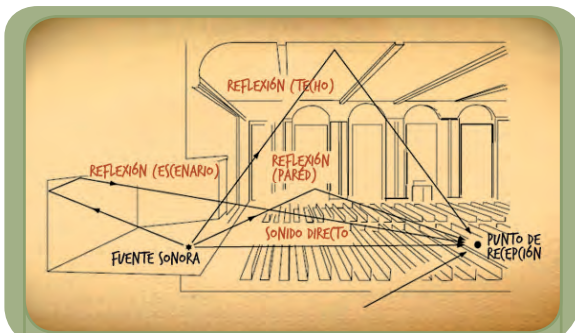 REFLEXIÓN (TECHO)
REFLEXIÓN
(PARED)
REFLEXIÓN (ESCENARIO)
SONIDO DIRECTO
FUENTE SONORA
PUNTO DE
RECEPCIÓN